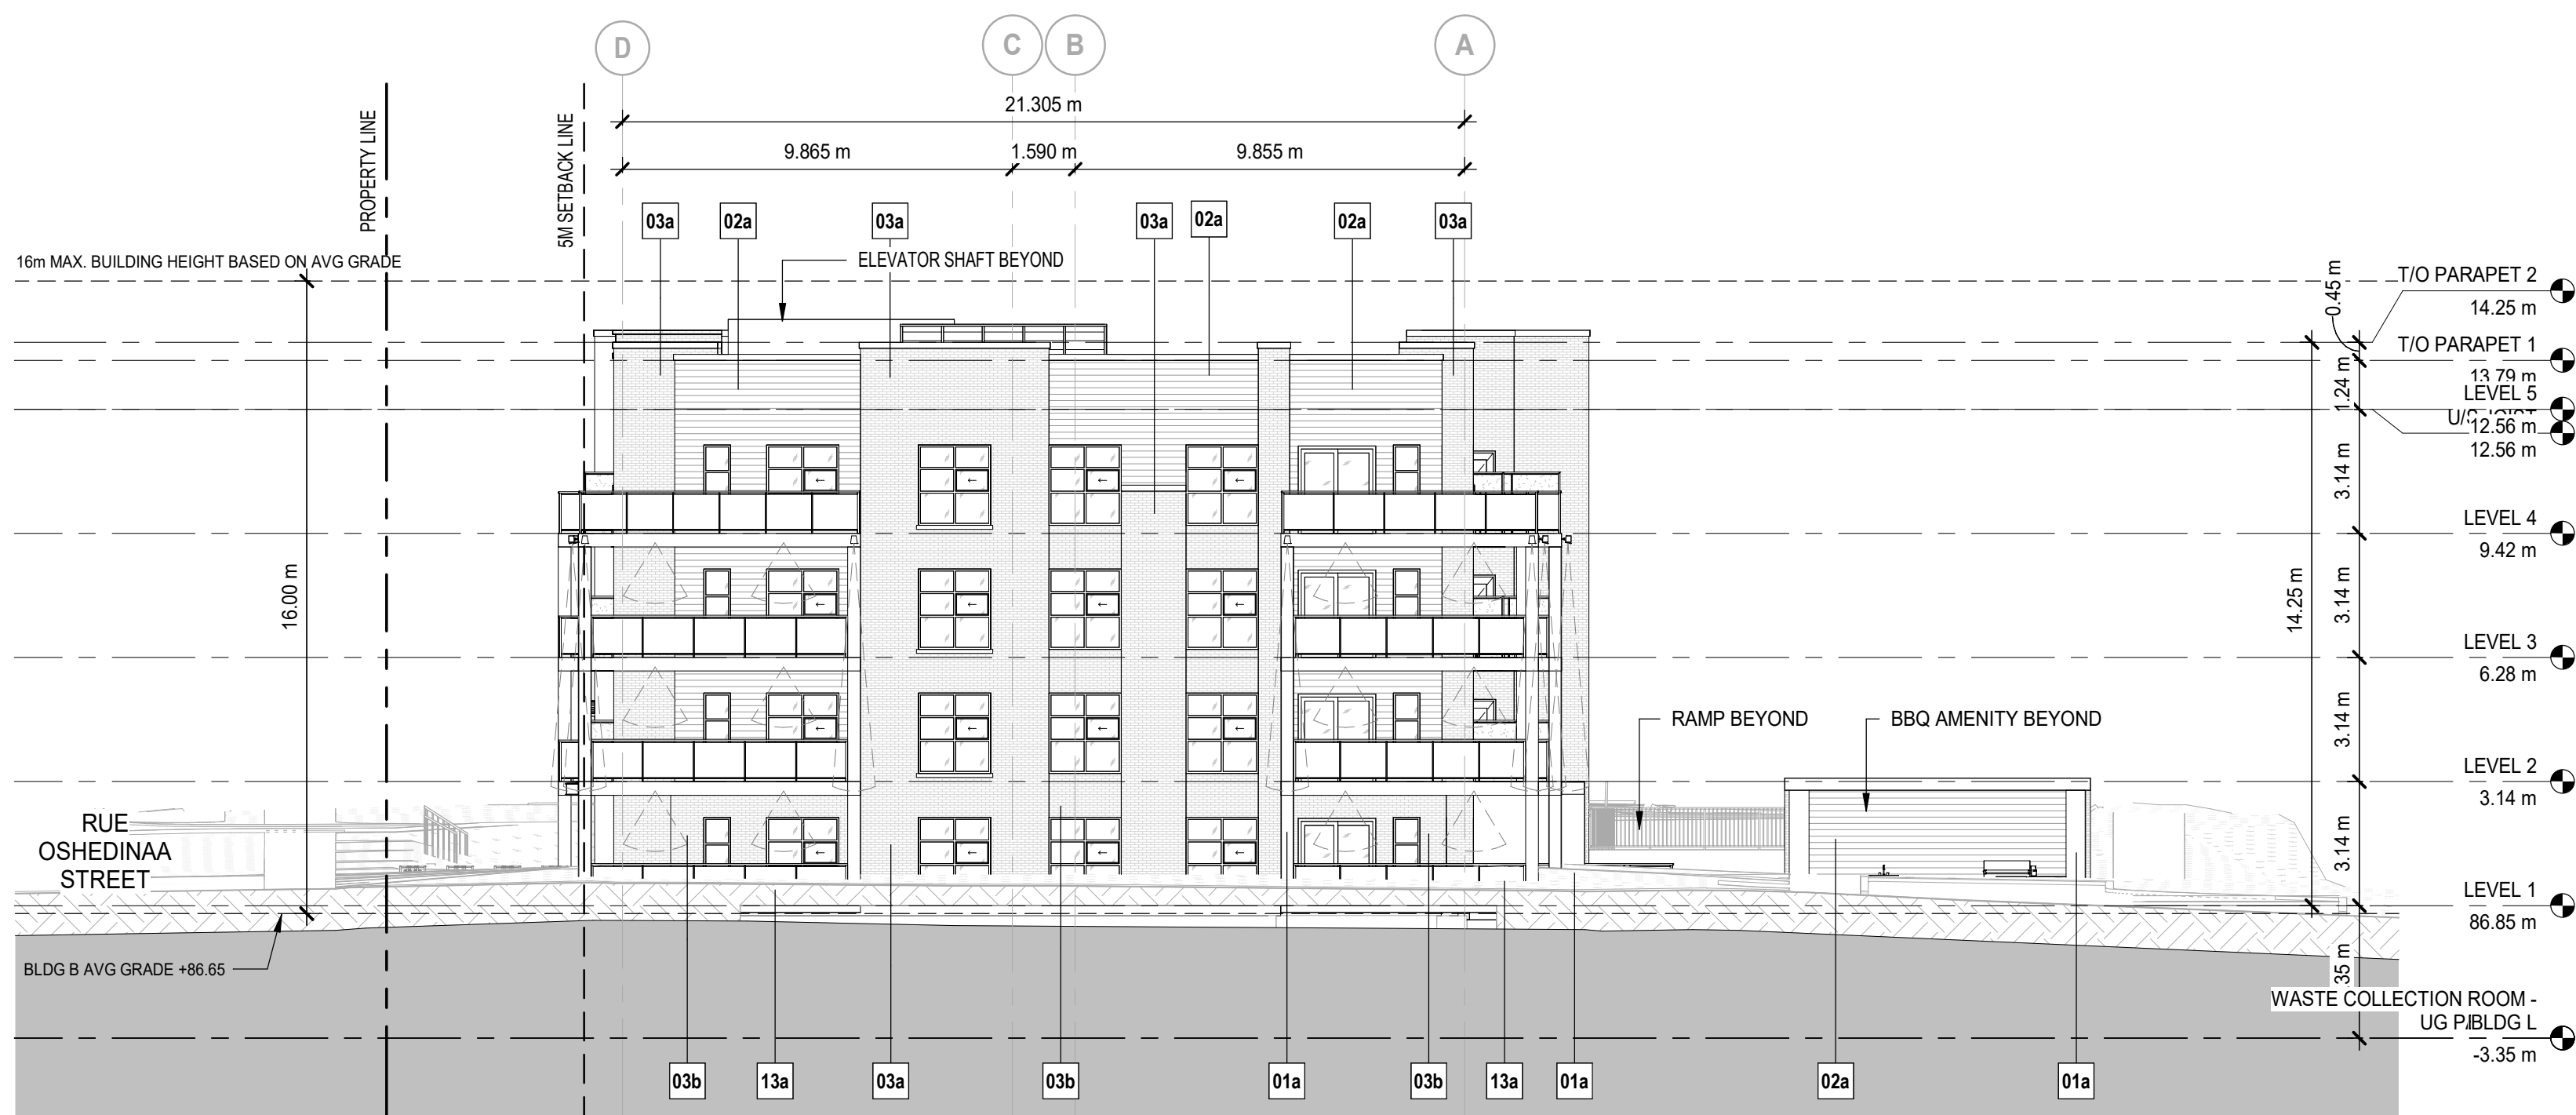 D
C
B
A
21.305 m
9.865 m
1.590 m
9.855 m
PROPERTY LINE
5M SETBACK LINE
03a
02a
03a
03a
02a
02a
03a
ELEVATOR SHAFT BEYOND
16m MAX. BUILDING HEIGHT BASED ON AVG GRADE
16.00 m
0.45 m
T/O PARAPET 2
14.25 m
T/O PARAPET 1
13.79 m
1.24 m
LEVEL 5
12.56 m
12.56 m
3.14 m
LEVEL 4
9.42 m
14.25 m
3.14 m
LEVEL 3
6.28 m
3.14 m
LEVEL 2
3.14 m
3.14 m
LEVEL 1
86.85 m
RAMP BEYOND
BBQ AMENITY BEYOND
RUE
OSHEDINAA
STREET
BLDG B AVG GRADE +86.65
WASTE COLLECTION ROOM -
BLDG L
-3.35 m
03b
13a
03a
03b
01a
03b
13a
01a
02a
01a